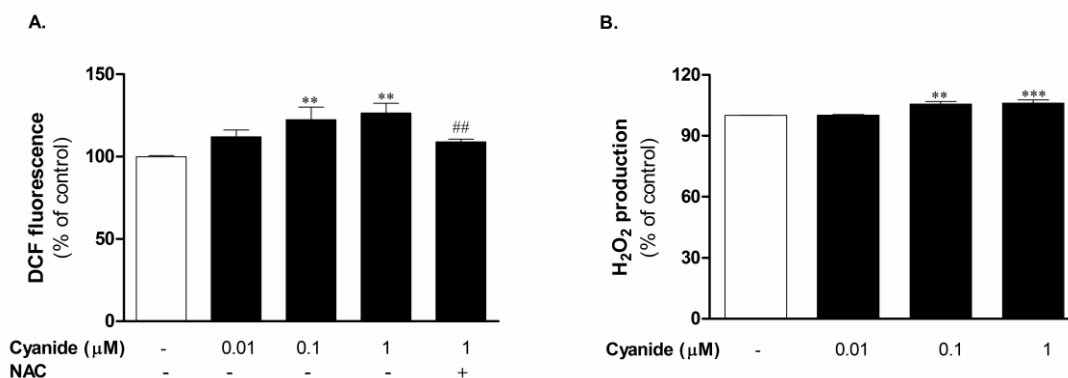 A.
150
100
50
0
DCF fluorescence
(% of control)
**
**
##
Cyanide (μM) - 0.01 0.1 1 1
NAC - - - - +
B.
120
90
60
30
0
H₂O₂ production
(% of control)
**
***
Cyanide (μM) - 0.01 0.1 1